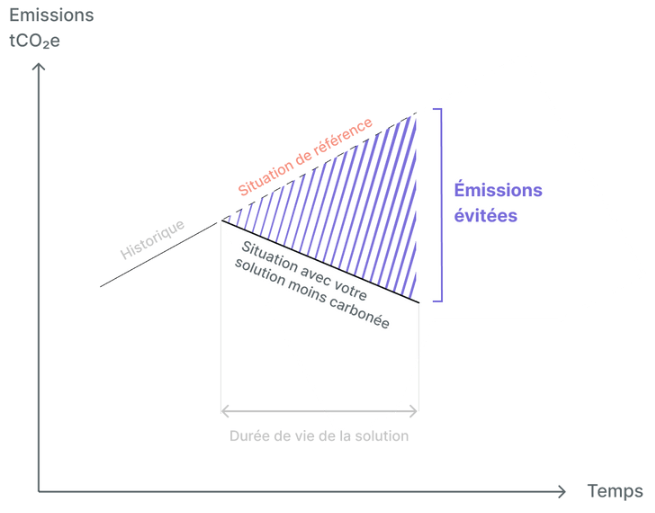 Emissions
tCO₂e
Situation de référence
Historique
Émissions
évitées
Situation avec votre
solution moins carbonée
Durée de vie de la solution
Temps